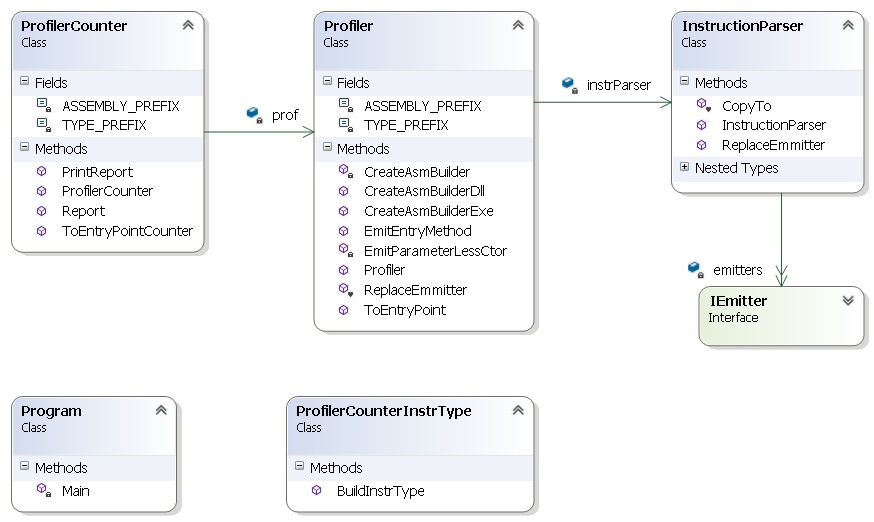 ProfilerCounter
Class
Fields
ASSEMBLY_PREFIX
TYPE_PREFIX
Methods
PrintReport
ProfilerCounter
Report
ToEntryPointCounter
prof
Profiler
Class
Fields
ASSEMBLY_PREFIX
TYPE_PREFIX
Methods
CreateAsmBuilder
CreateAsmBuilderDll
CreateAsmBuilderExe
EmitEntryMethod
EmitParameterLessCtor
Profiler
ReplaceEmmitter
ToEntryPoint
instrParser
InstructionParser
Class
Methods
CopyTo
InstructionParser
ReplaceEmmitter
Nested Types
emitters
IEmitter
Interface
Program
Class
Methods
Main
ProfilerCounterInstrType
Class
Methods
BuildInstrType